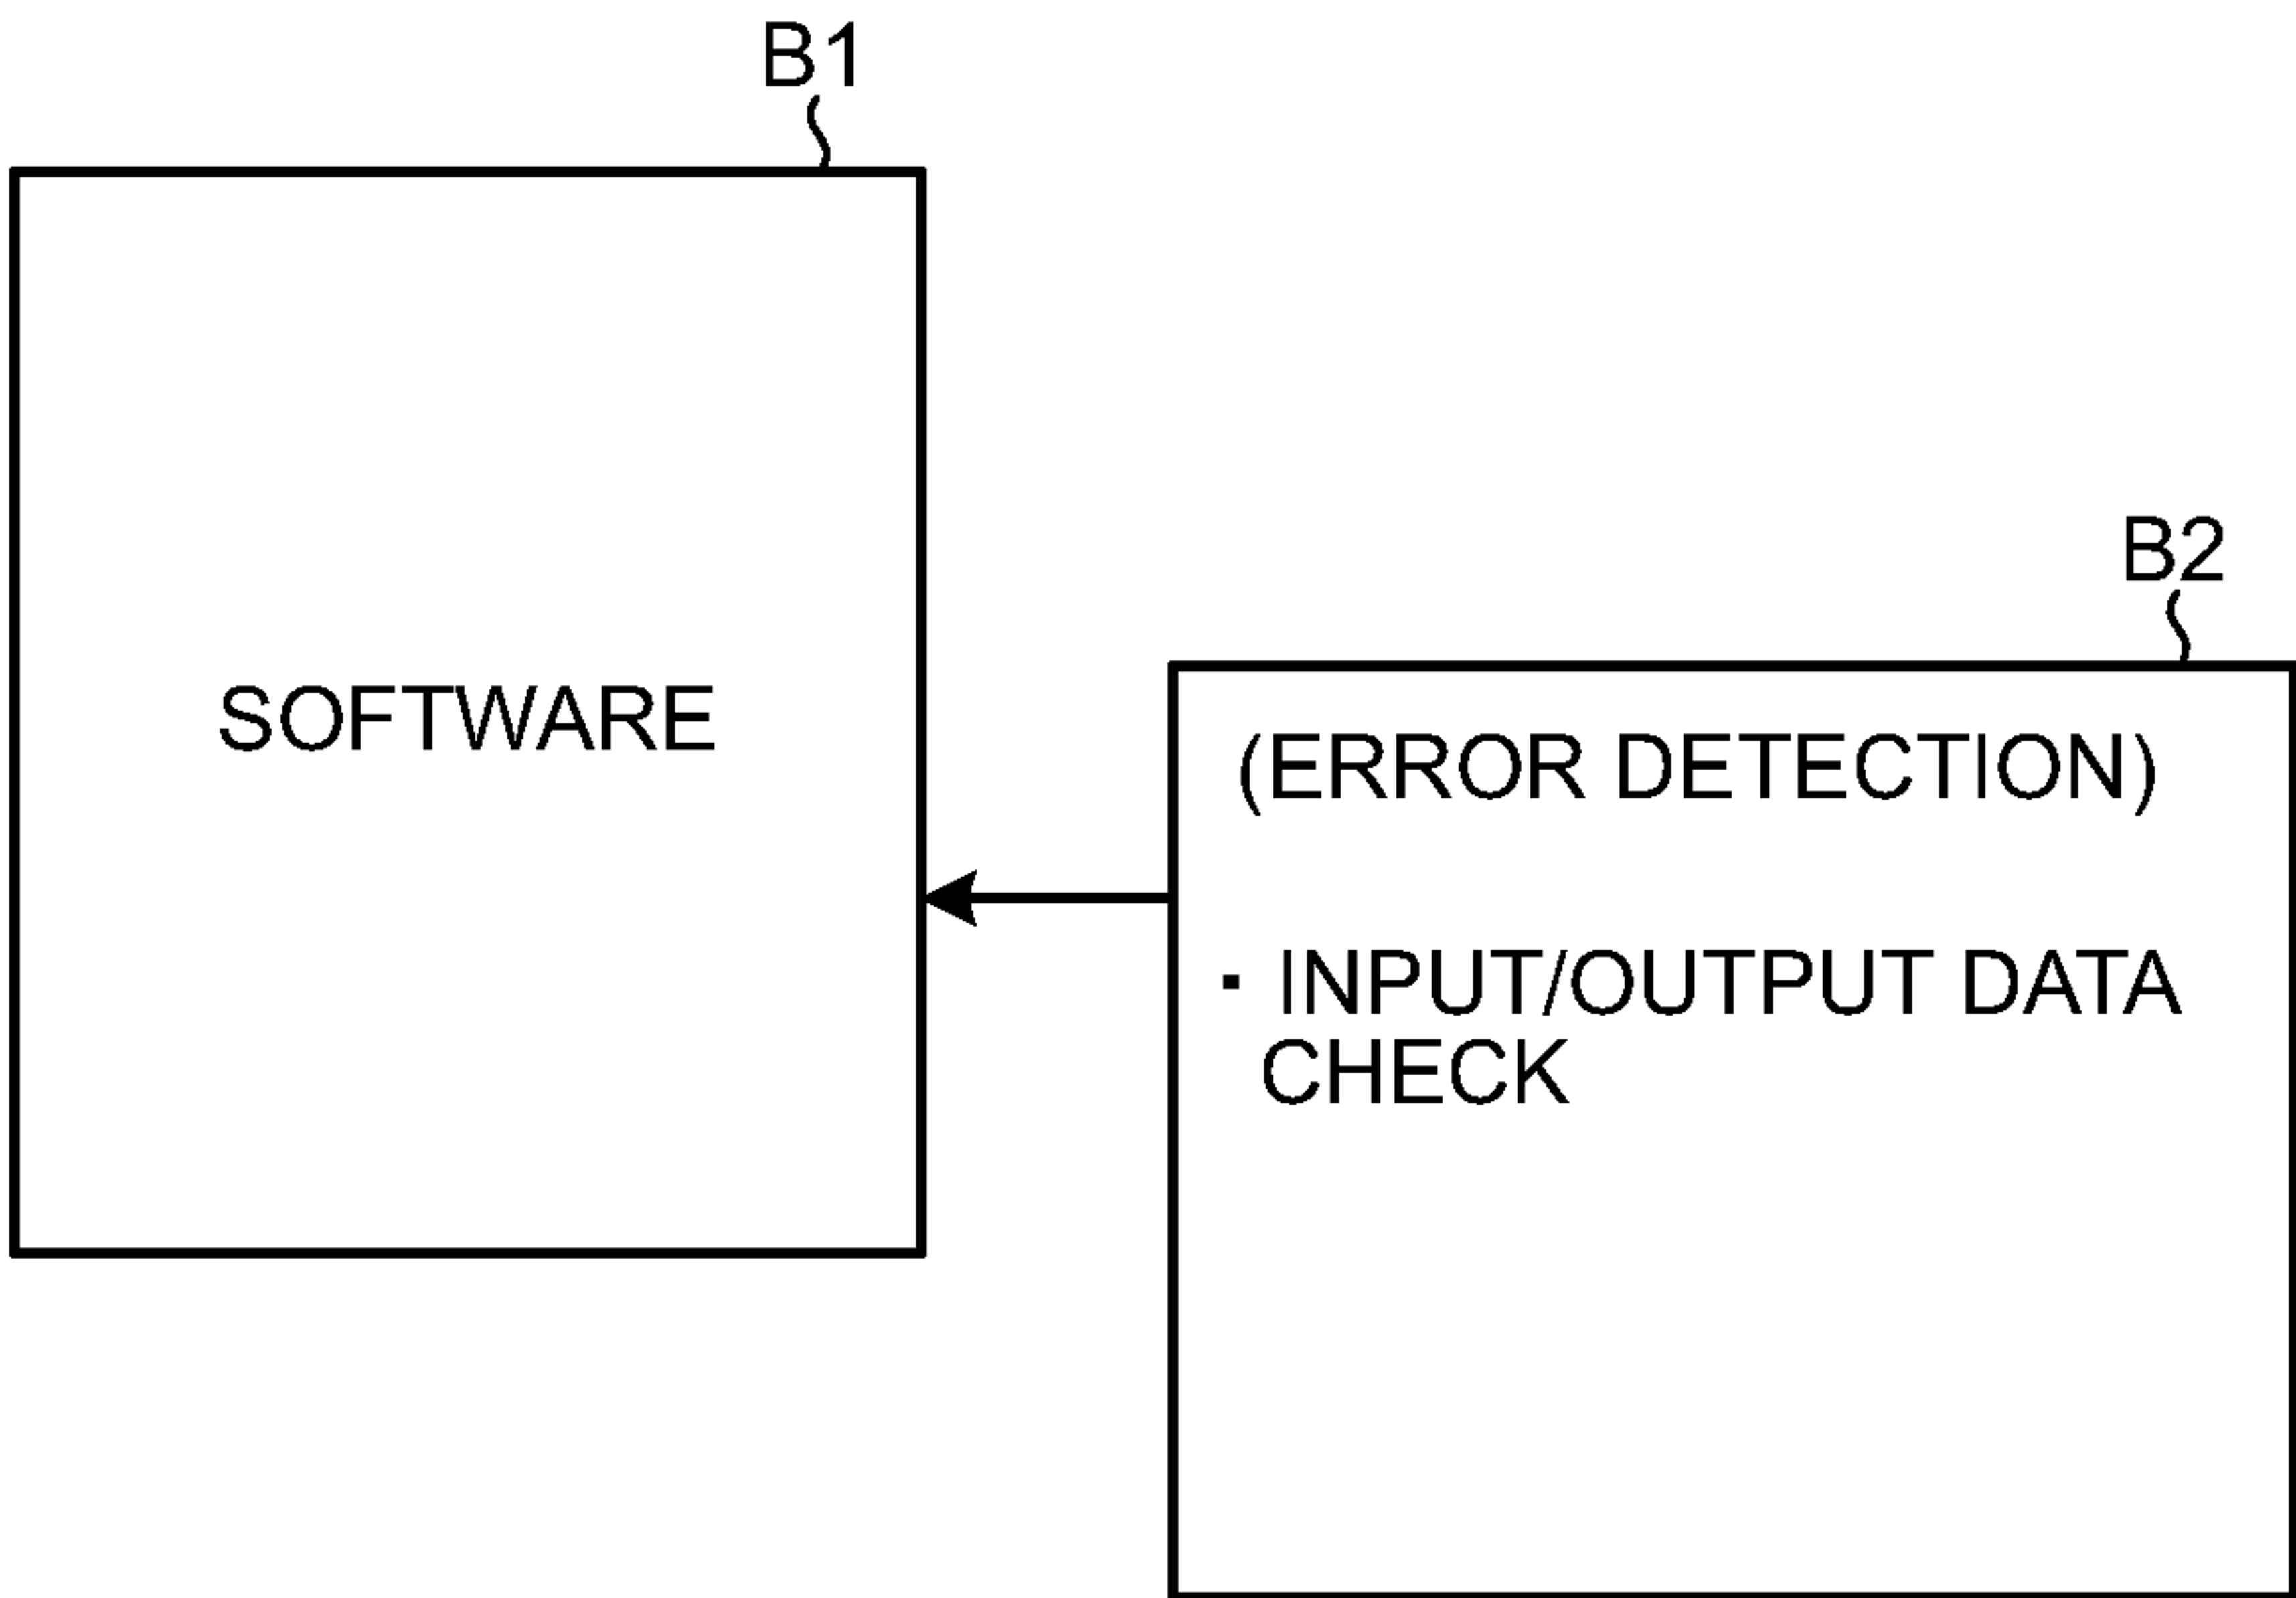 B1
SOFTWARE
B2
(ERROR DETECTION)
▪ INPUT/OUTPUT DATA
CHECK